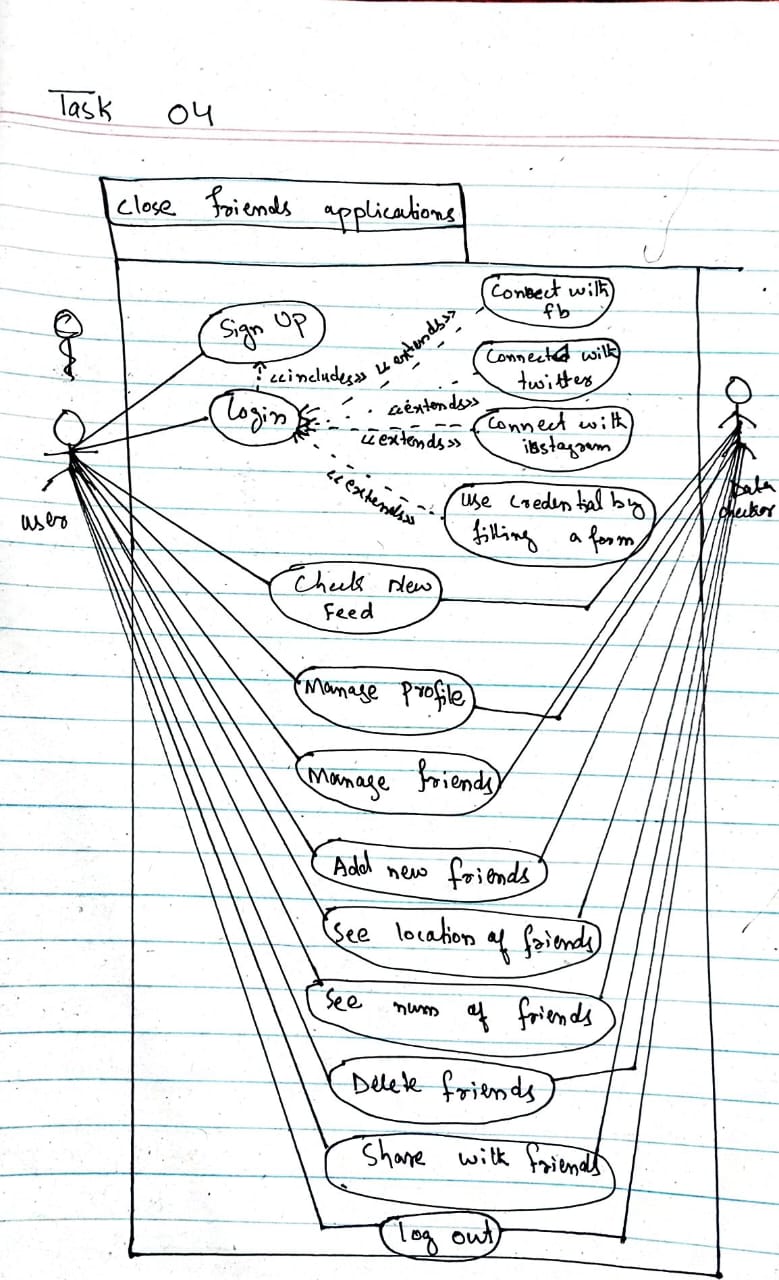 Task 04
Close friends applications
Sign Up
<<includes>>
Login
<<extends>>
Connect with
fb
Connected with
twitter
<<extends>>
Connect with
instagram
<<extends>>
Use credential by
filling a form
<<extends>>
user
Data
checker
Check New
Feed
Manage profile
Manage friends
Add new friends
See location of friends
See num of friends
Delete friends
Share with friends
log out